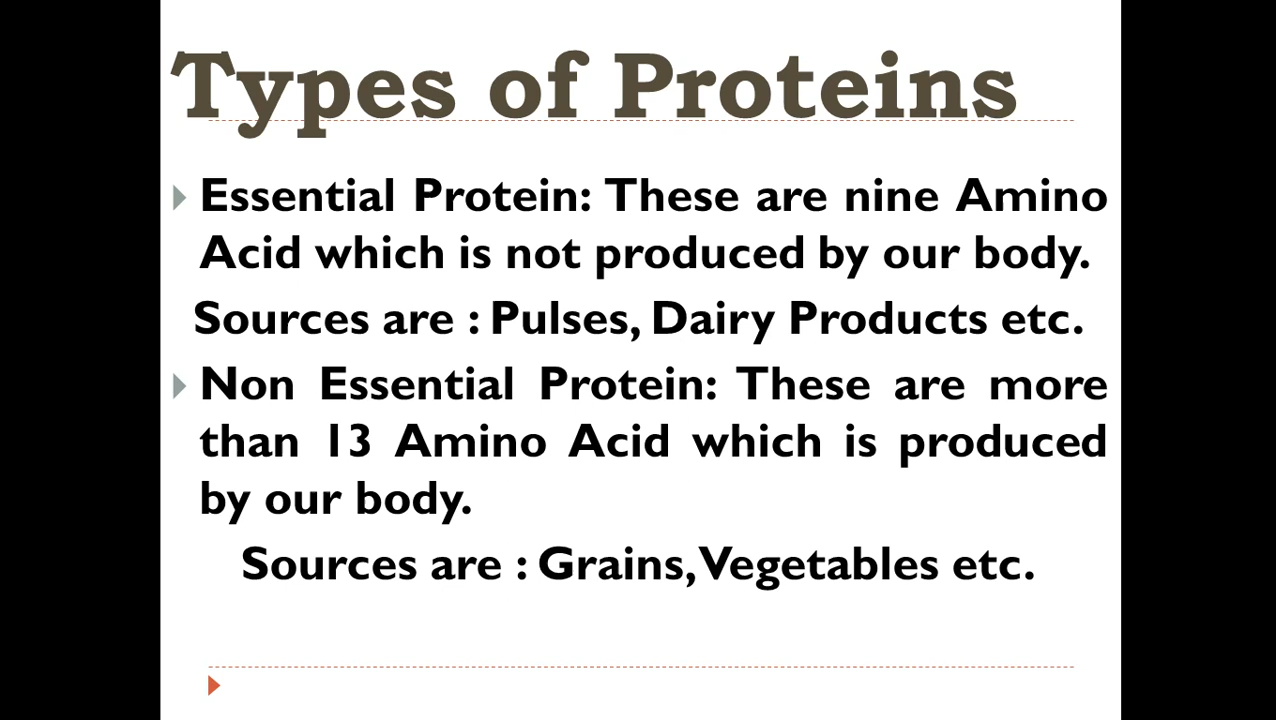 Types of Proteins
Essential Protein: These are nine Amino
Acid which is not produced by our body.
Sources are : Pulses, Dairy Products etc.
Non Essential Protein: These are more
than 13 Amino Acid which is produced
by our body.
Sources are : Grains, Vegetables etc.